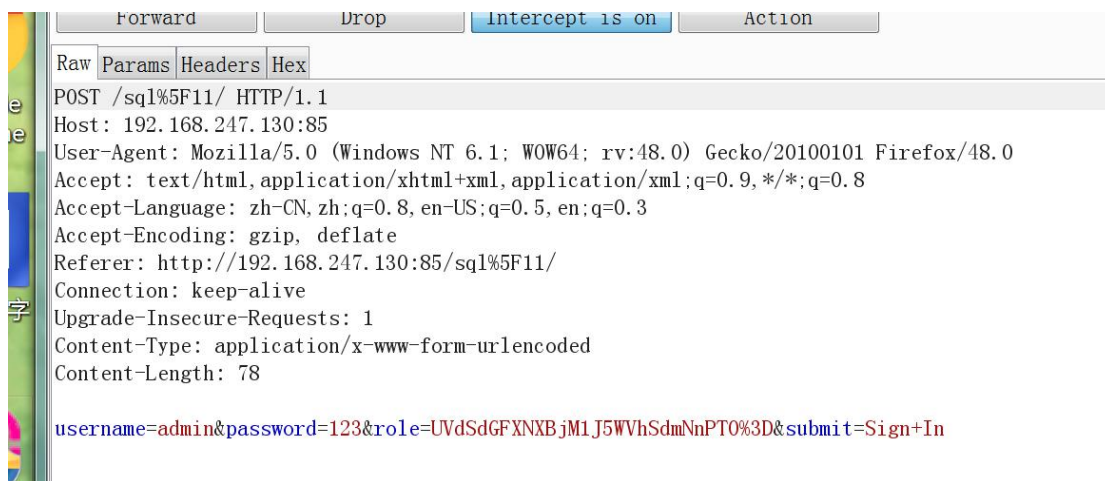 Forward Drop Intercept is on Action
Raw Params Headers Hex
POST /sql%5F11/ HTTP/1.1
Host: 192.168.247.130:85
User-Agent: Mozilla/5.0 (Windows NT 6.1; WOW64; rv:48.0) Gecko/20100101 Firefox/48.0
Accept: text/html,application/xhtml+xml,application/xml;q=0.9,*/*;q=0.8
Accept-Language: zh-CN,zh;q=0.8,en-US;q=0.5,en;q=0.3
Accept-Encoding: gzip, deflate
Referer: http://192.168.247.130:85/sql%5F11/
Connection: keep-alive
Upgrade-Insecure-Requests: 1
字
Content-Type: application/x-www-form-urlencoded
Content-Length: 78
username=admin&password=123&role=UVdSdGFXNXBjM1J5WVhSdmNnPT0%3D&submit=Sign+In